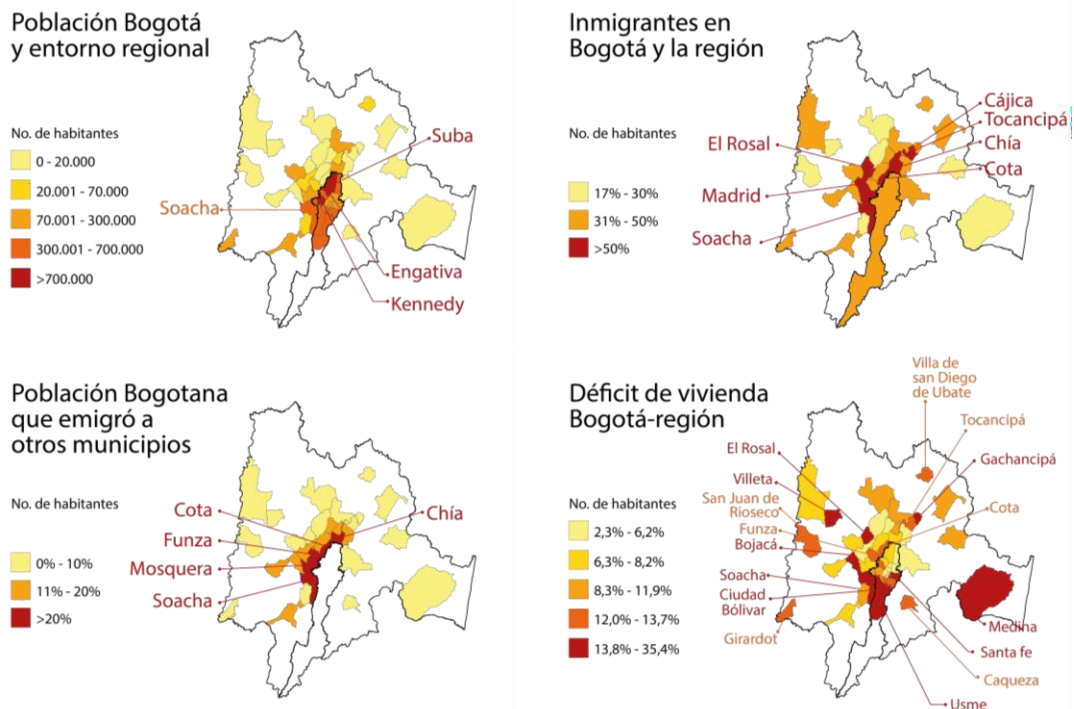 Población Bogotá
y entorno regional
No. de habitantes
0 - 20.000
20.001 - 70.000
70.001 - 300.000
300.001 - 700.000
>700.000
Suba
Soacha
Engativa
Kennedy
Inmigrantes en
Bogotá y la región
No. de habitantes
17% - 30%
31% - 50%
>50%
Cájica
Tocancipá
El Rosal
Chía
Cota
Madrid
Soacha
Población Bogotana
que emigró a
otros municipios
No. de habitantes
0% - 10%
11% - 20%
>20%
Cota
Chía
Funza
Mosquera
Soacha
Déficit de vivienda
Bogotá-región
No. de habitantes
2,3% - 6,2%
6,3% - 8,2%
8,3% - 11,9%
12,0% - 13,7%
13,8% - 35,4%
Villa de
san Diego
de Ubate
Tocancipá
El Rosal
Gachancipá
Villeta
San Juan de
Rioseco
Cota
Funza
Bojacá
Soacha
Ciudad
Bólivar
Medina
Girardot
Santa fe
Caqueza
Usme